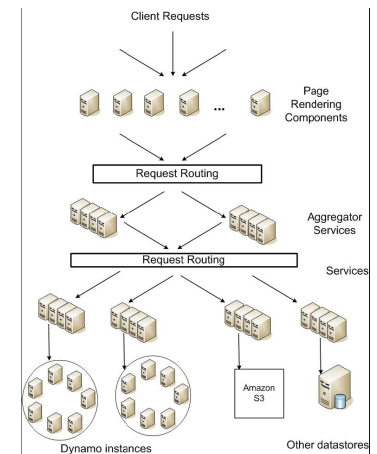 Client Requests
...
Page
Rendering
Components
Request Routing
Aggregator
Services
Request Routing
Services
Amazon
S3
Dynamo instances
Other datastores